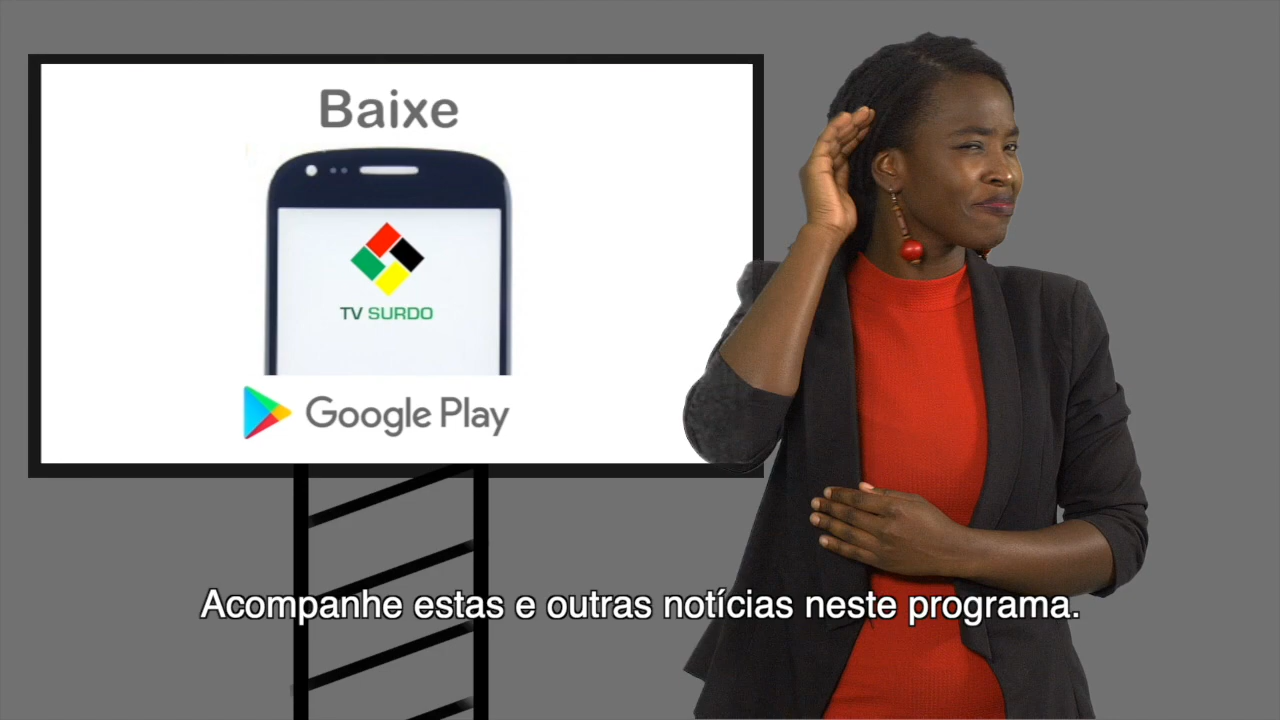 Baixe
TV SURDO
Google Play
Acompanhe estas e outras notícias neste programa.